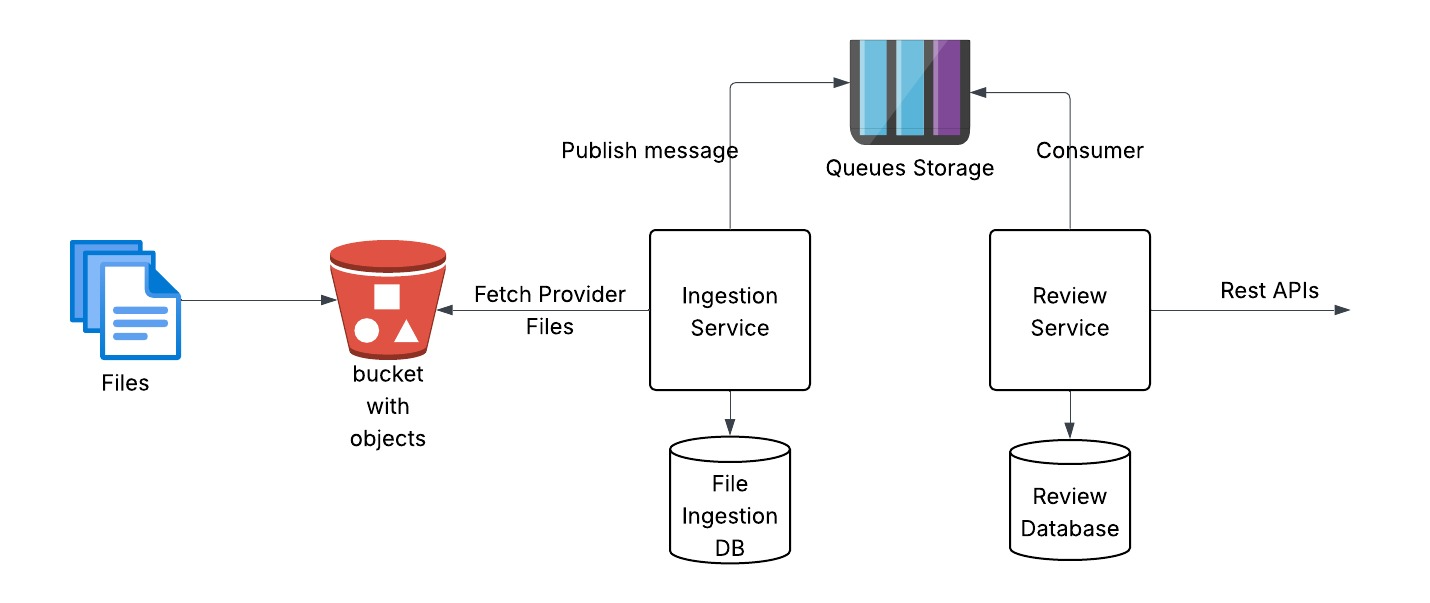 Publish message
Queues Storage
Consumer
Files
bucket
with
objects
Fetch Provider
Files
Ingestion
Service
Review
Service
Rest APIs
File
Ingestion
DB
Review
Database